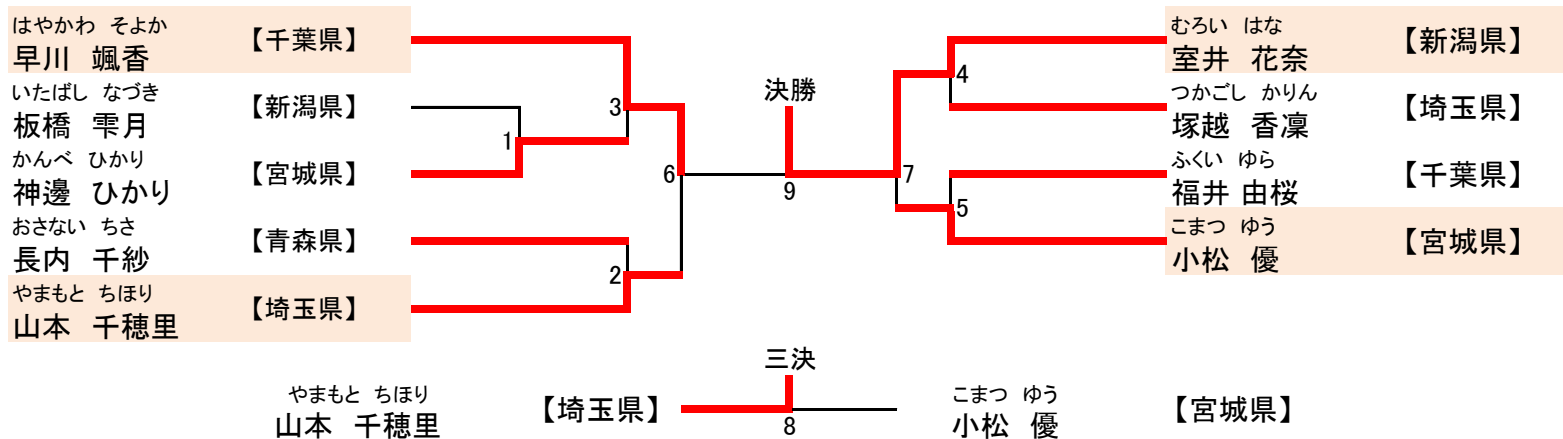 はやかわ そよか
早川 颯香 【千葉県】
いたばし なづき
板橋 雫月 【新潟県】
かんべ ひかり
神邊 ひかり 【宮城県】
おさない ちさ
長内 千紗 【青森県】
やまもと ちほり
山本 千穂里 【埼玉県】
1
3
2
6
決勝
9
7
4
5
むろい はな
室井 花奈 【新潟県】
つかごし かりん
塚越 香凜 【埼玉県】
ふくい ゆら
福井 由桜 【千葉県】
こまつ ゆう
小松 優 【宮城県】
三決
やまもと ちほり
山本 千穂里 【埼玉県】
8
こまつ ゆう
小松 優 【宮城県】